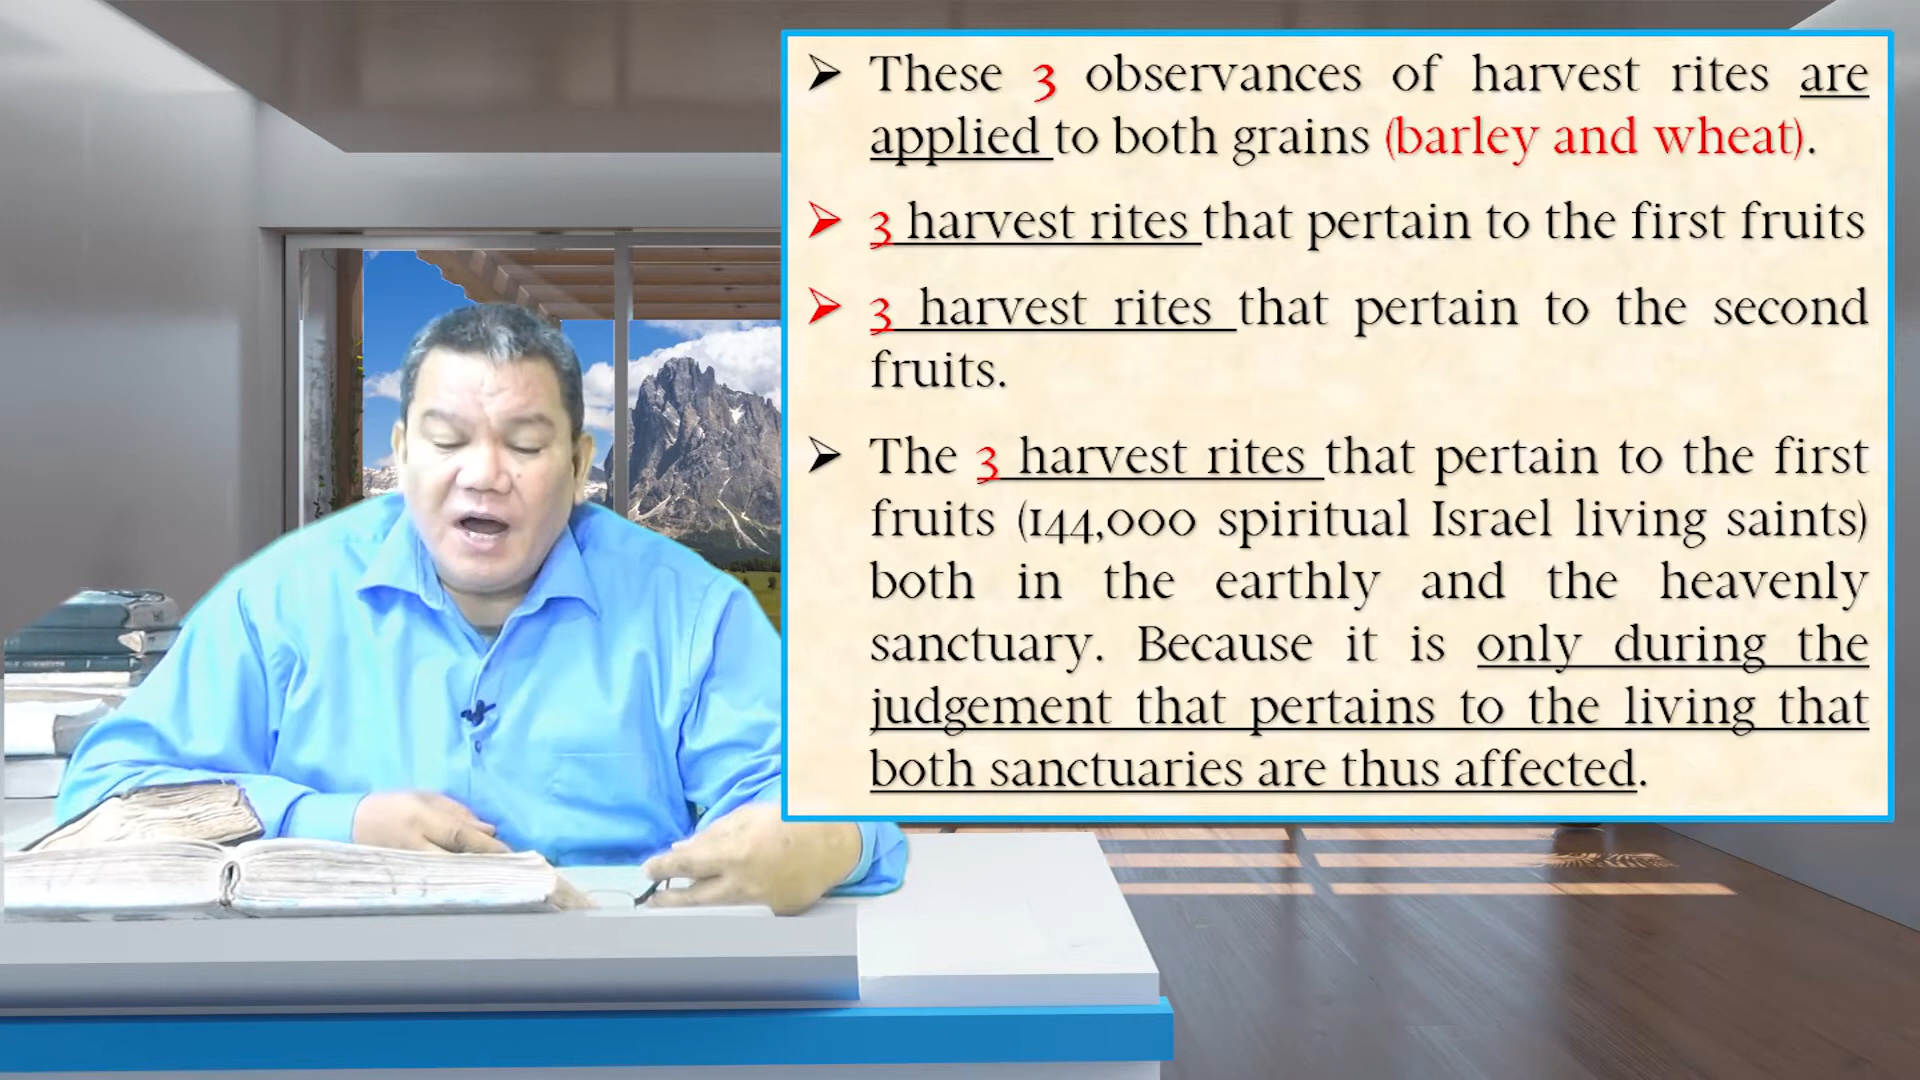 ➢ These 3 observances of harvest rites are
applied to both grains (barley and wheat).
➢ 3 harvest rites that pertain to the first fruits
➢ 3 harvest rites that pertain to the second
fruits.
➢ The 3 harvest rites that pertain to the first
fruits (144,000 spiritual Israel living saints)
both in the earthly and the heavenly
sanctuary. Because it is only during the
judgement that pertains to the living that
both sanctuaries are thus affected.